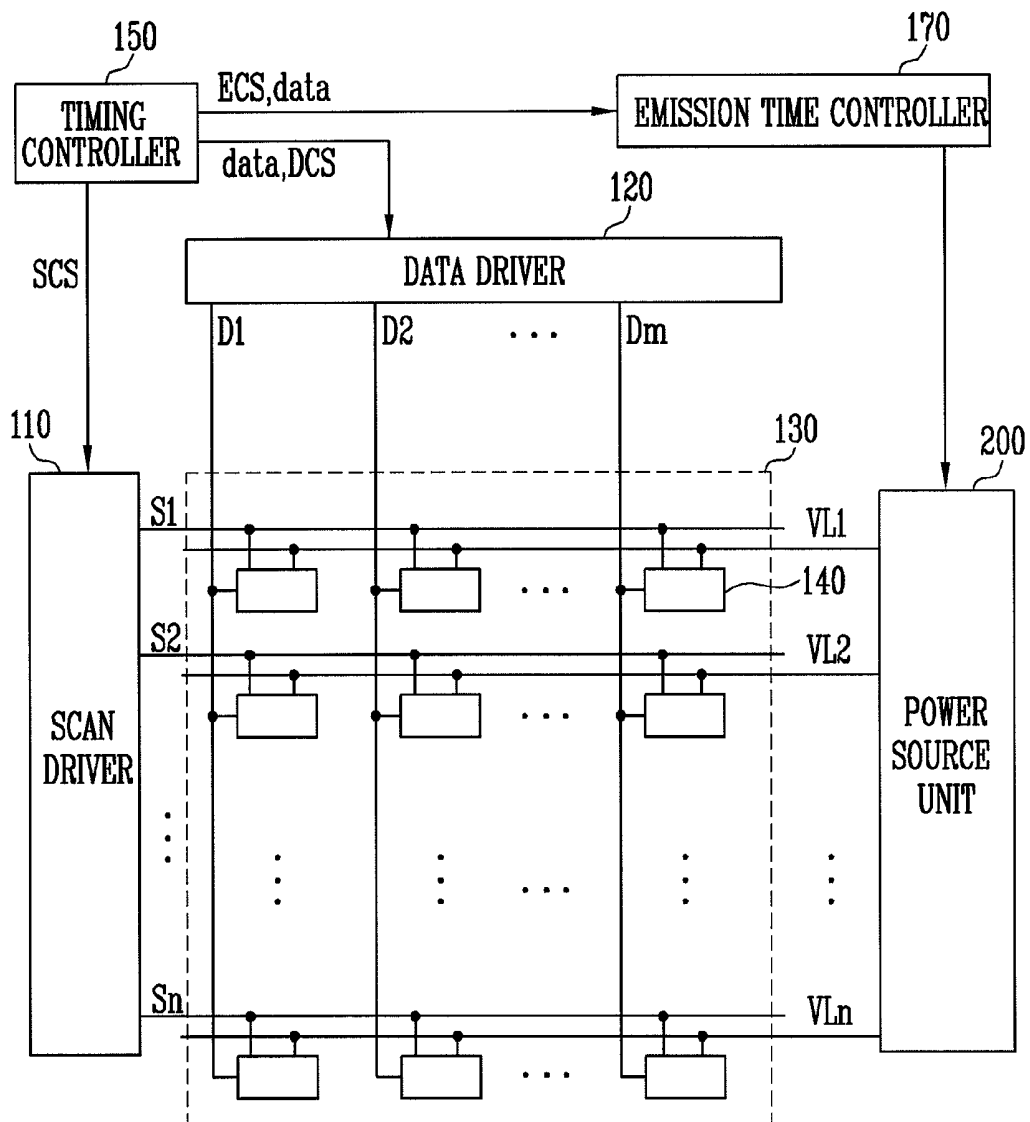 150
170
TIMING
CONTROLLER
ECS,data
EMISSION TIME CONTROLLER
data,DCS
120
SCS
DATA DRIVER
D1
D2
. . .
Dm
110
130
200
S1
VL1
. . .
140
S2
VL2
. . .
SCAN
DRIVER
POWER
SOURCE
UNIT
. . .
Sn
VLn
. . .